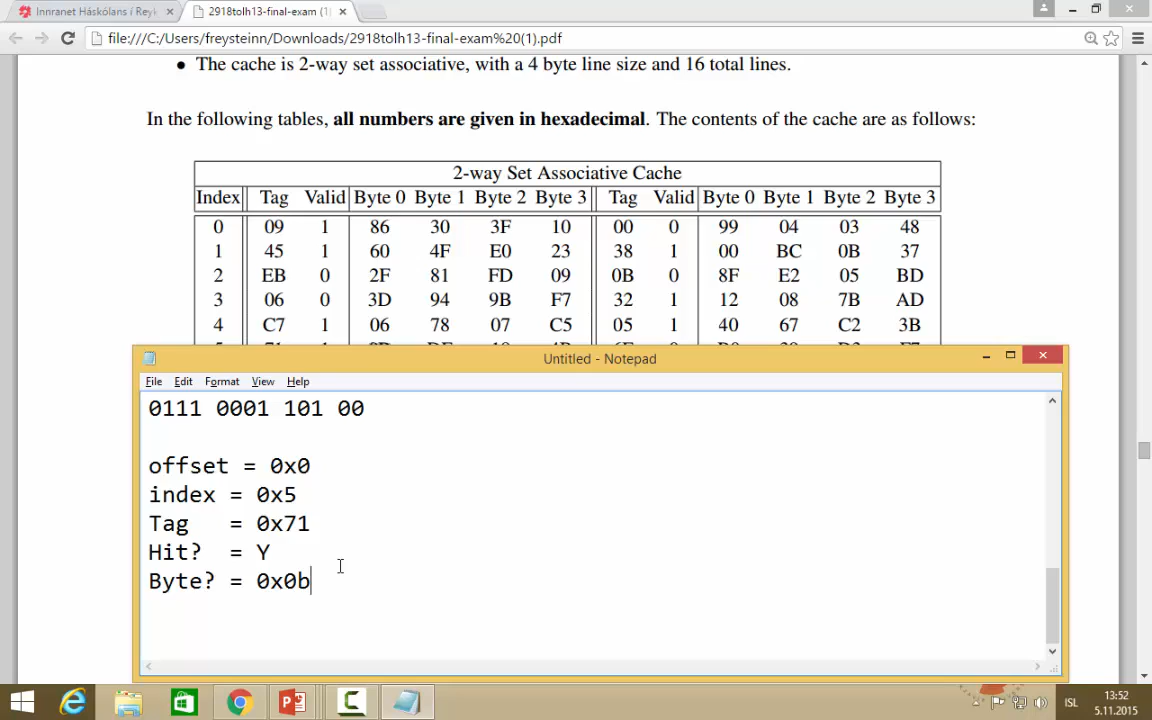 Innranet Háskólans í Reyk
2918tolh13-final-exam (1)
file:///C:/Users/freysteinn/Downloads/2918tolh13-final-exam%20(1).pdf
• The cache is 2-way set associative, with a 4 byte line size and 16 total lines.
In the following tables, all numbers are given in hexadecimal. The contents of the cache are as follows:
2-way Set Associative Cache
Index Tag Valid Byte 0 Byte 1 Byte 2 Byte 3 Tag Valid Byte 0 Byte 1 Byte 2 Byte 3
0 09 1 86 30 3F 10 00 0 99 04 03 48
1 45 1 60 4F E0 23 38 1 00 BC 0B 37
2 EB 0 2F 81 FD 09 0B 0 8F E2 05 BD
3 06 0 3D 94 9B F7 32 1 12 08 7B AD
4 C7 1 06 78 07 C5 05 1 40 67 C2 3B
Untitled - Notepad
File Edit Format View Help
0111 0001 101 00
offset = 0x0
index = 0x5
Tag = 0x71
Hit? = Y
Byte? = 0x0b
ISL
13:52
5.11.2015